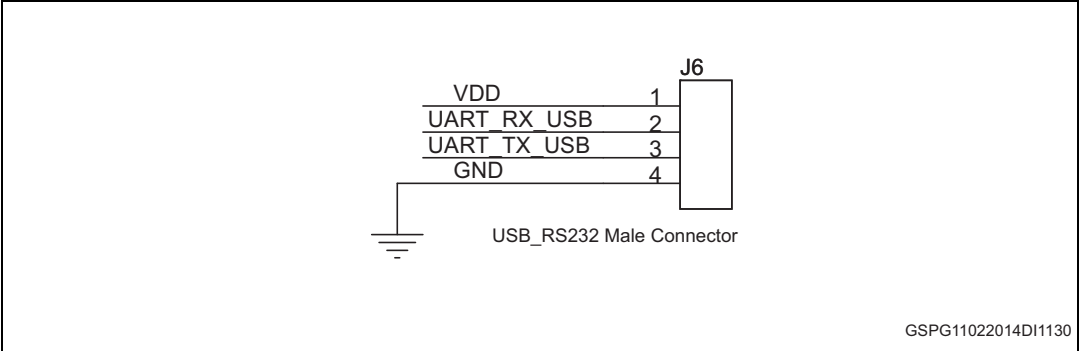 J6
VDD 1
UART_RX_USB 2
UART_TX_USB 3
GND 4
USB_RS232 Male Connector
GSPG11022014DI1130